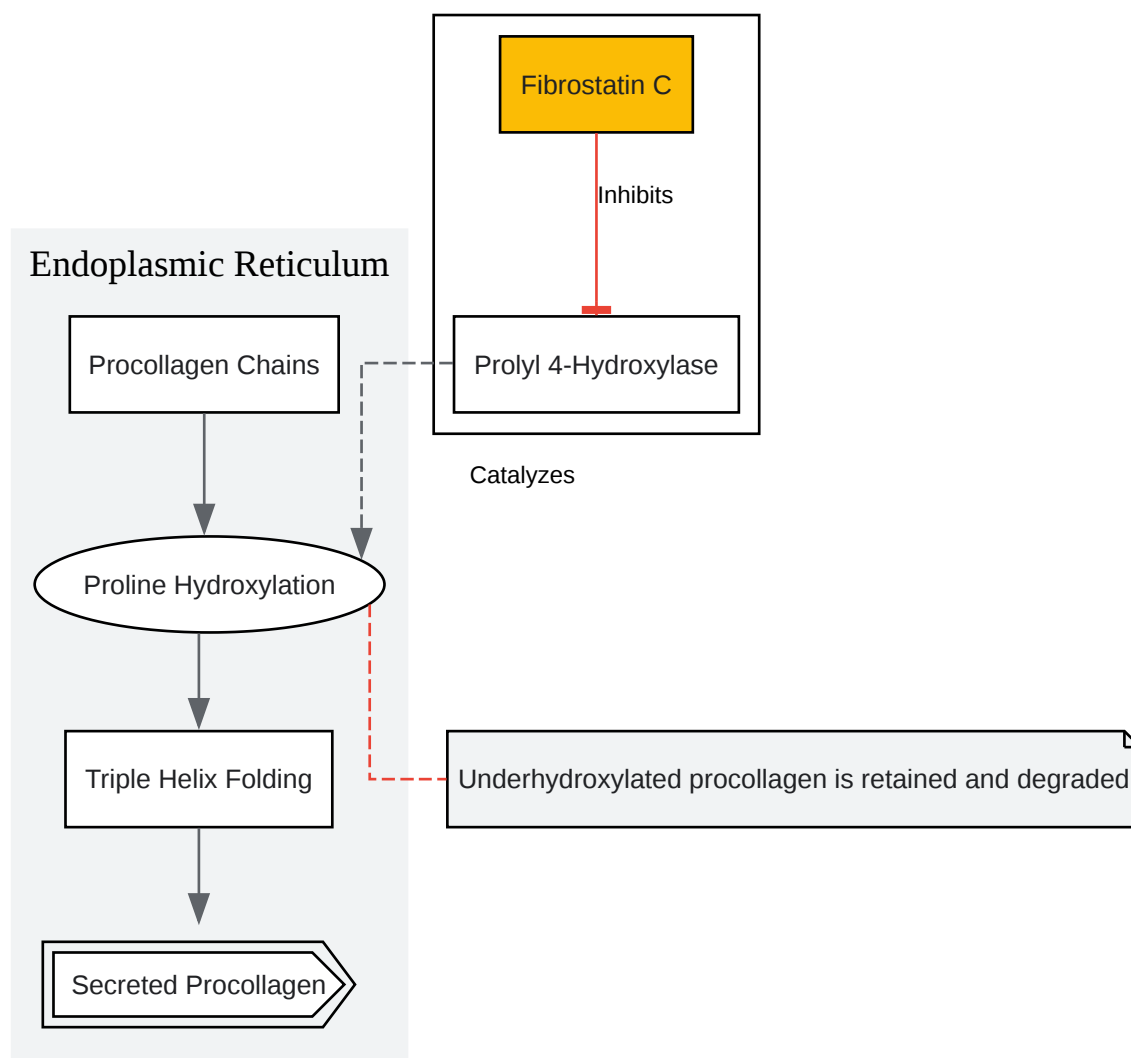 Fibrostatin C
Inhibits
Endoplasmic Reticulum
Procollagen Chains
Prolyl 4-Hydroxylase
Catalyzes
Proline Hydroxylation
Triple Helix Folding
Underhydroxylated procollagen is retained and degraded
Secreted Procollagen